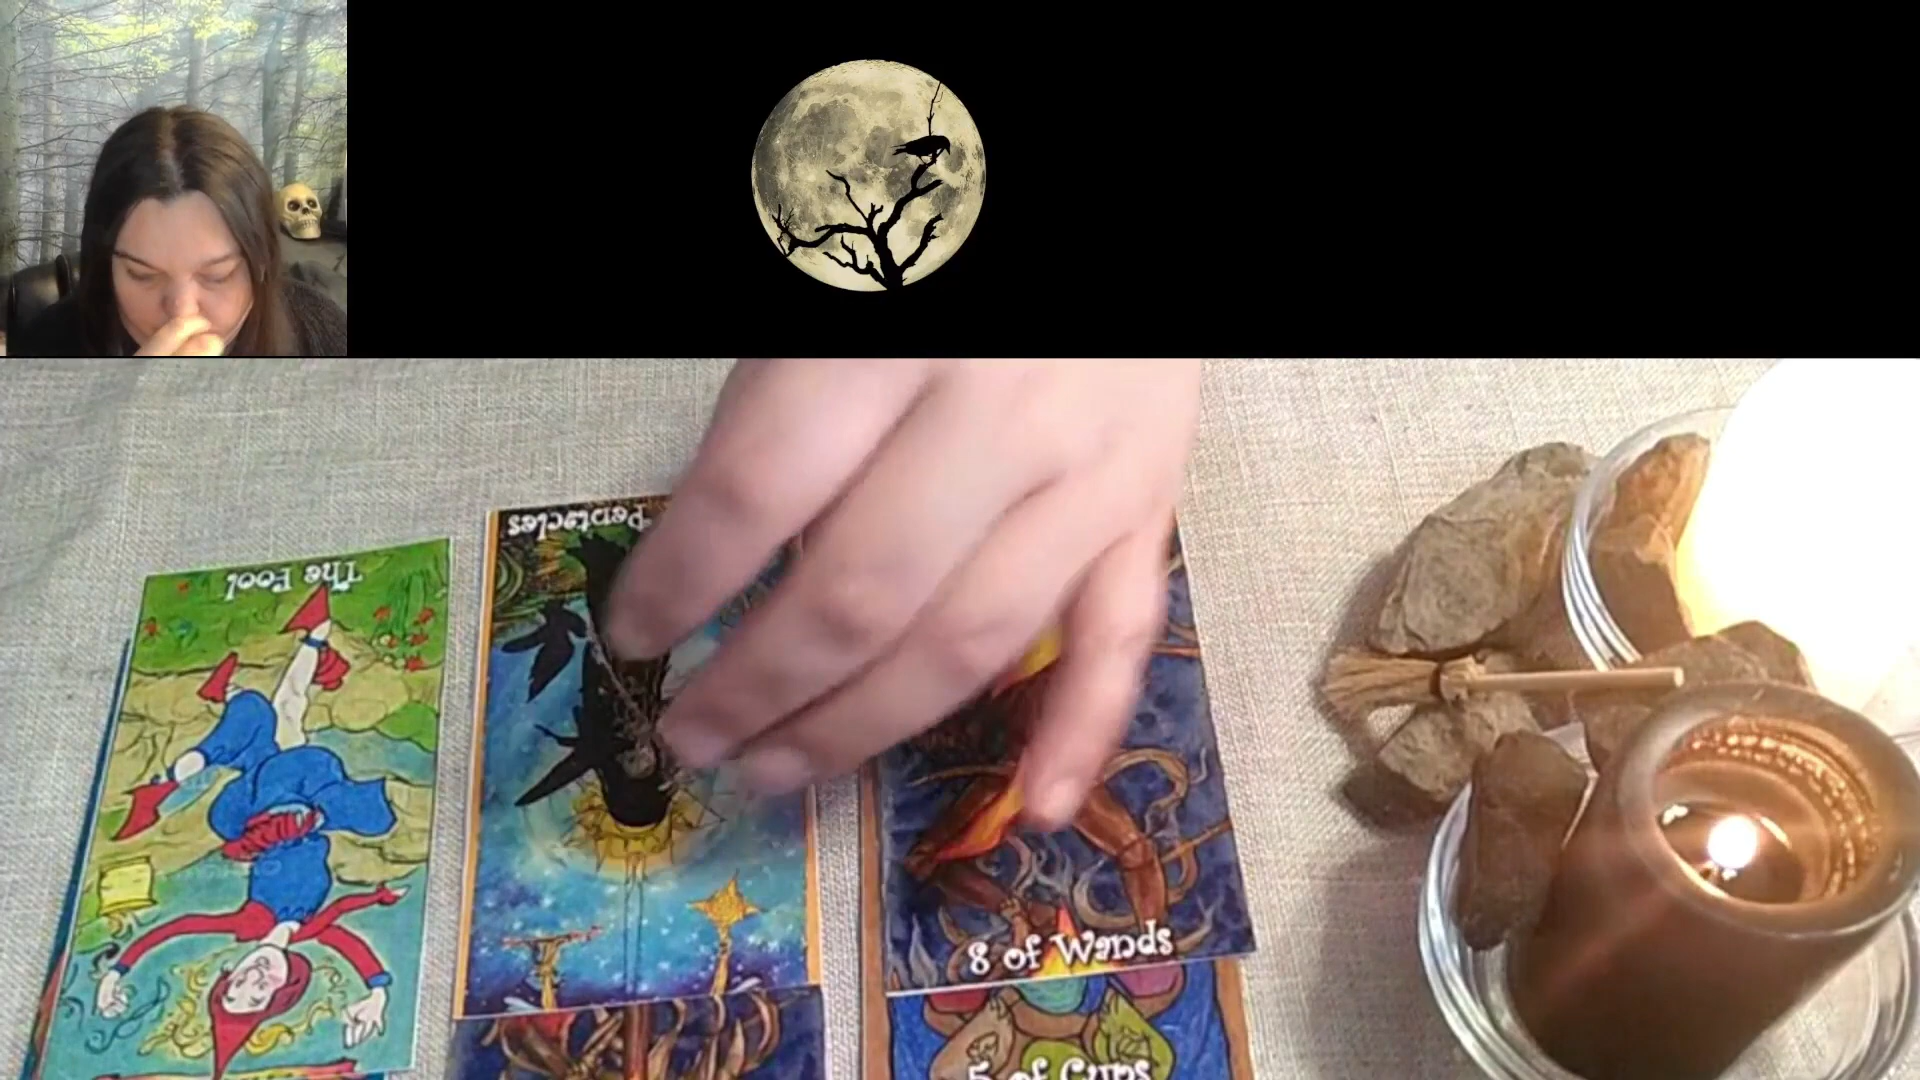 Pentacles
The Fool
8 of Wands
5 of Cups